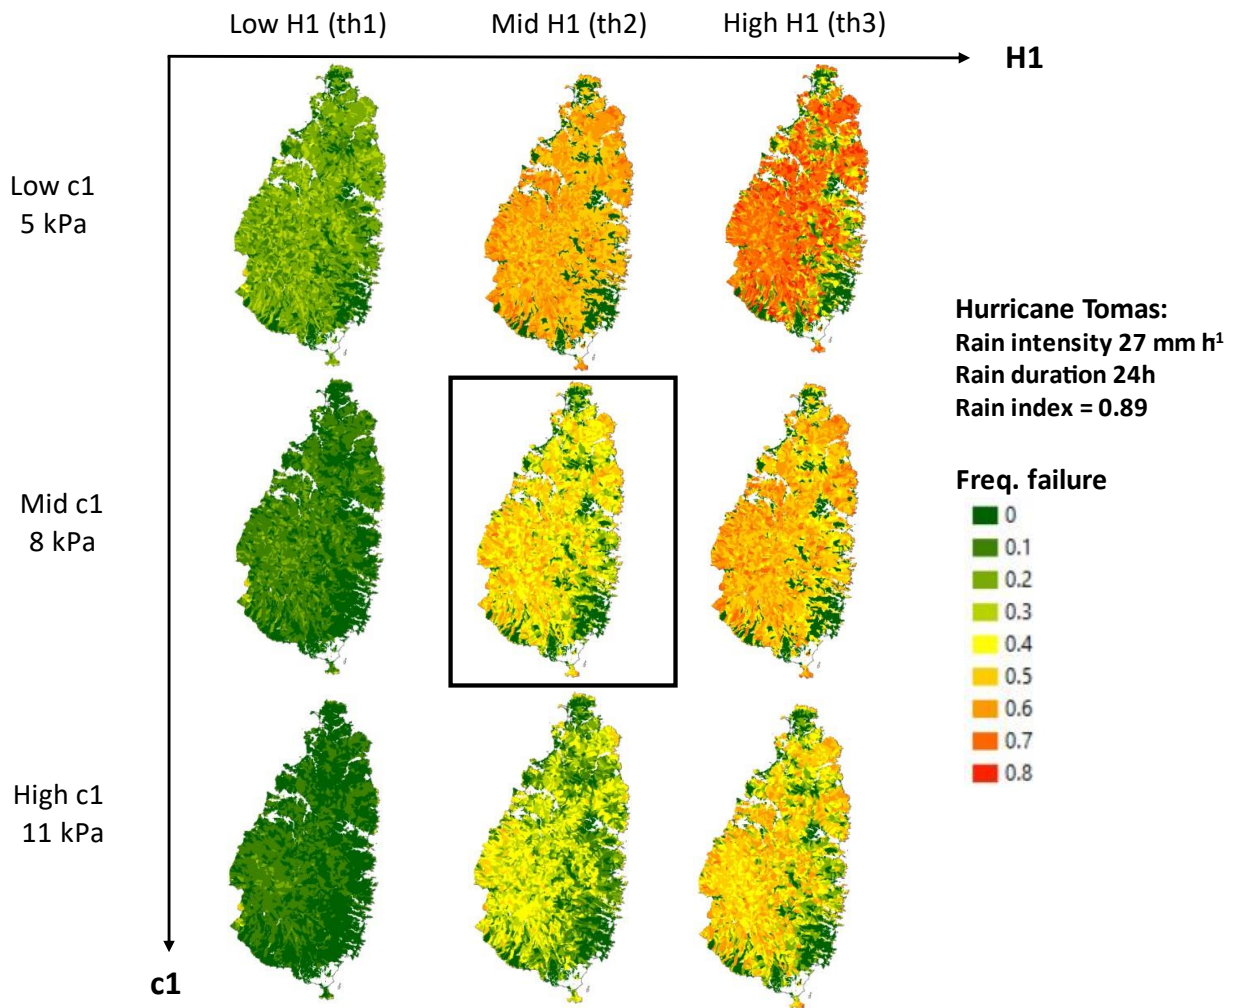 Low H1 (th1)
Mid H1 (th2)
High H1 (th3)
H1
Low c1
5 kPa
Mid c1
8 kPa
High c1
11 kPa
c1
Hurricane Tomas:
Rain intensity 27 mm h¹
Rain duration 24h
Rain index = 0.89
Freq. failure
0
0.1
0.2
0.3
0.4
0.5
0.6
0.7
0.8